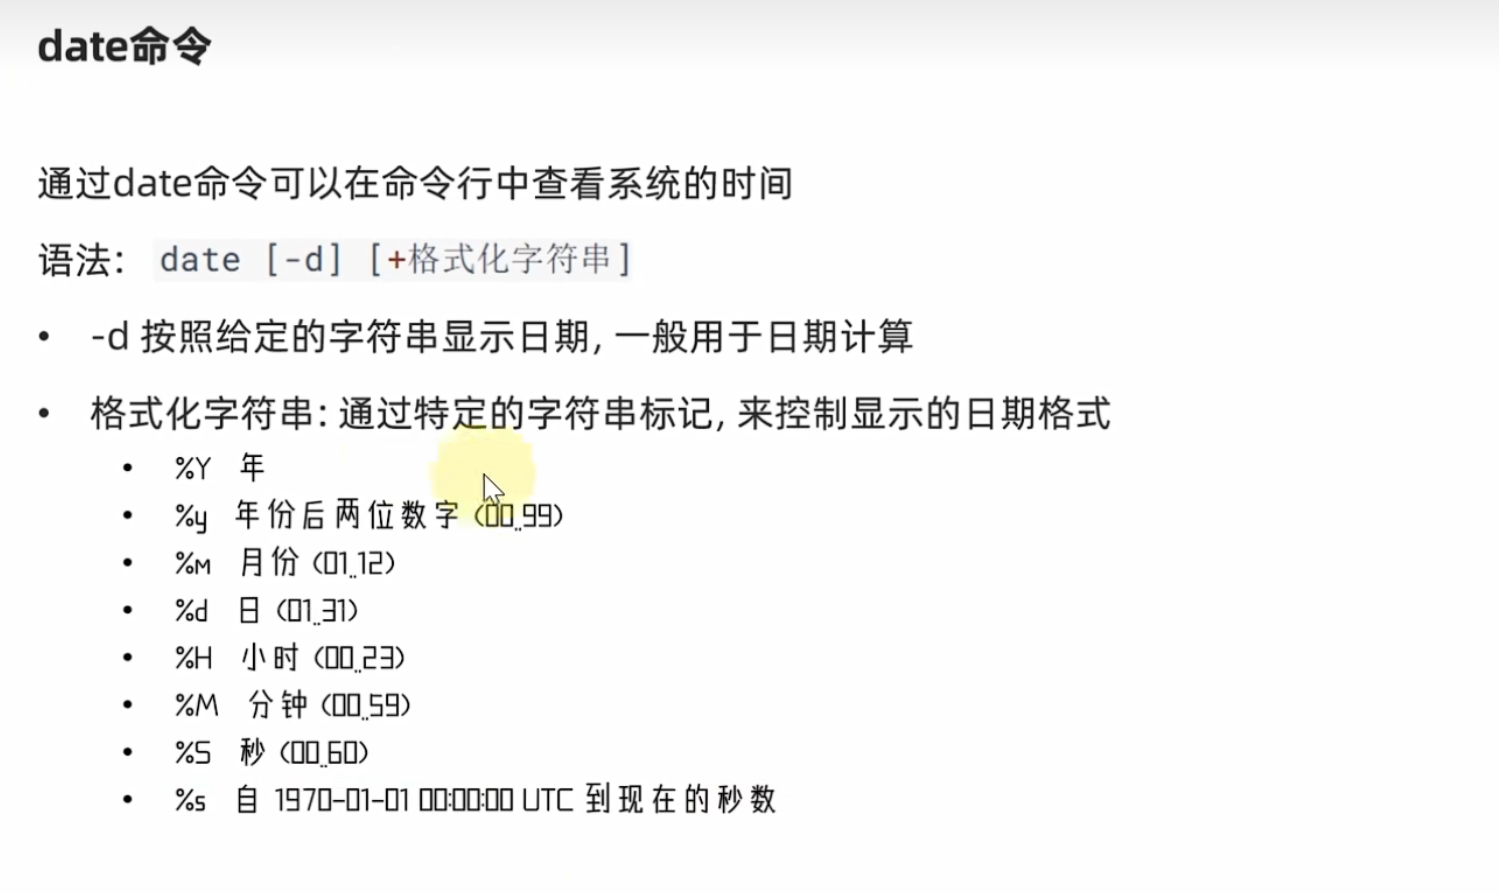 date命令
通过date命令可以在命令行中查看系统的时间
语法： date [-d] [+格式化字符串]
• -d 按照给定的字符串显示日期，一般用于日期计算
• 格式化字符串：通过特定的字符串标记，来控制显示的日期格式
• %Y 年
• %y 年份后两位数字 (00..99)
• %m 月份 (01..12)
• %d 日 (01..31)
• %H 小时 (00..23)
• %M 分钟 (00..59)
• %S 秒 (00..60)
• %s 自 1970-01-01 00:00:00 UTC 到现在的秒数